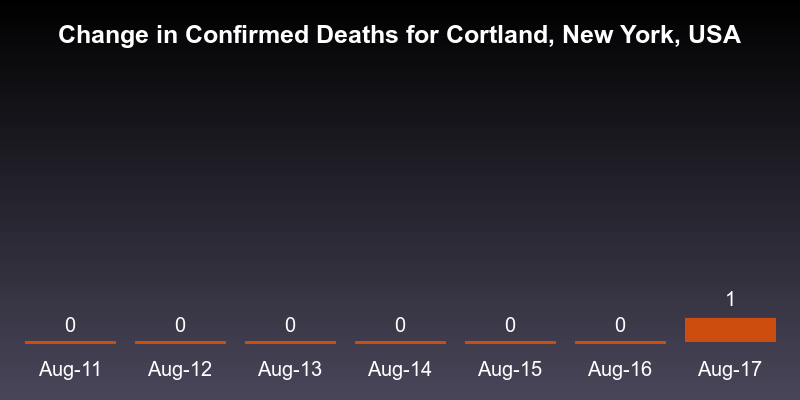 Change in Confirmed Deaths for Cortland, New York, USA
0 0 0 0 0 0 1
Aug-11 Aug-12 Aug-13 Aug-14 Aug-15 Aug-16 Aug-17